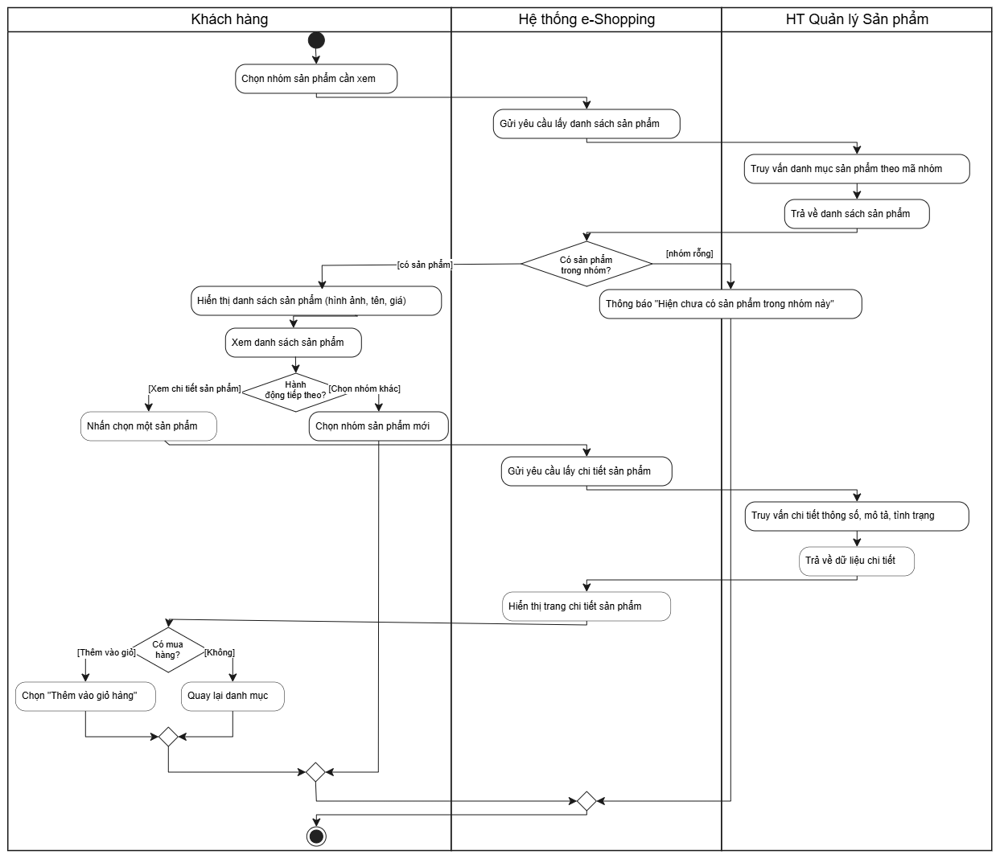 Khách hàng
Hệ thống e-Shopping
HT Quản lý Sản phẩm
Chọn nhóm sản phẩm cần xem
Gửi yêu cầu lấy danh sách sản phẩm
Truy vấn danh mục sản phẩm theo mã nhóm
Trả về danh sách sản phẩm
Có sản phẩm
trong nhóm?
[nhóm rỗng]
[có sản phẩm]
Hiển thị danh sách sản phẩm (hình ảnh, tên, giá)
Thông báo "Hiện chưa có sản phẩm trong nhóm này"
Xem danh sách sản phẩm
Hành
động tiếp theo?
[Xem chi tiết sản phẩm]
[Chọn nhóm khác]
Nhấn chọn một sản phẩm
Chọn nhóm sản phẩm mới
Gửi yêu cầu lấy chi tiết sản phẩm
Truy vấn chi tiết thông số, mô tả, tình trạng
Trả về dữ liệu chi tiết
Hiển thị trang chi tiết sản phẩm
Có mua
hàng?
[Thêm vào giỏ]
[Không]
Chọn "Thêm vào giỏ hàng"
Quay lại danh mục